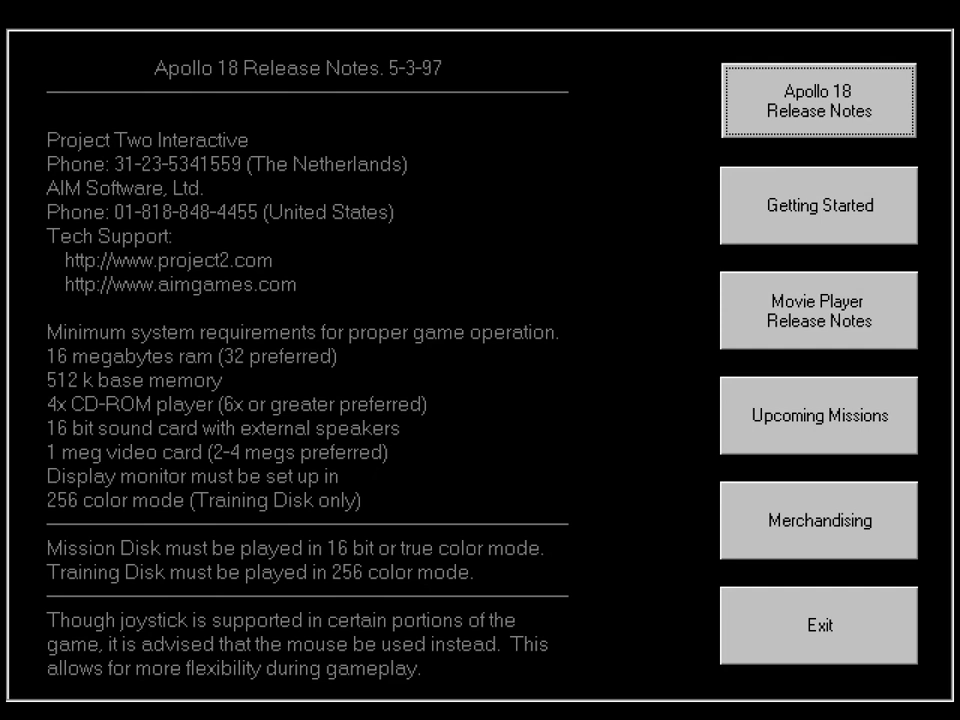 Apollo 18 Release Notes. 5-3-97
Project Two Interactive
Phone: 31-23-5341559 (The Netherlands)
AIM Software, Ltd.
Phone: 01-818-848-4455 (United States)
Tech Support:
http://www.project2.com
http://www.aimgames.com
Minimum system requirements for proper game operation.
16 megabytes ram (32 preferred)
512 k base memory
4x CD-ROM player (6x or greater preferred)
16 bit sound card with external speakers
1 meg video card (2-4 megs preferred)
Display monitor must be set up in
256 color mode (Training Disk only)
Mission Disk must be played in 16 bit or true color mode.
Training Disk must be played in 256 color mode.
Though joystick is supported in certain portions of the
game, it is advised that the mouse be used instead.  This
allows for more flexibility during gameplay.
Apollo 18
Release Notes
Getting Started
Movie Player
Release Notes
Upcoming Missions
Merchandising
Exit